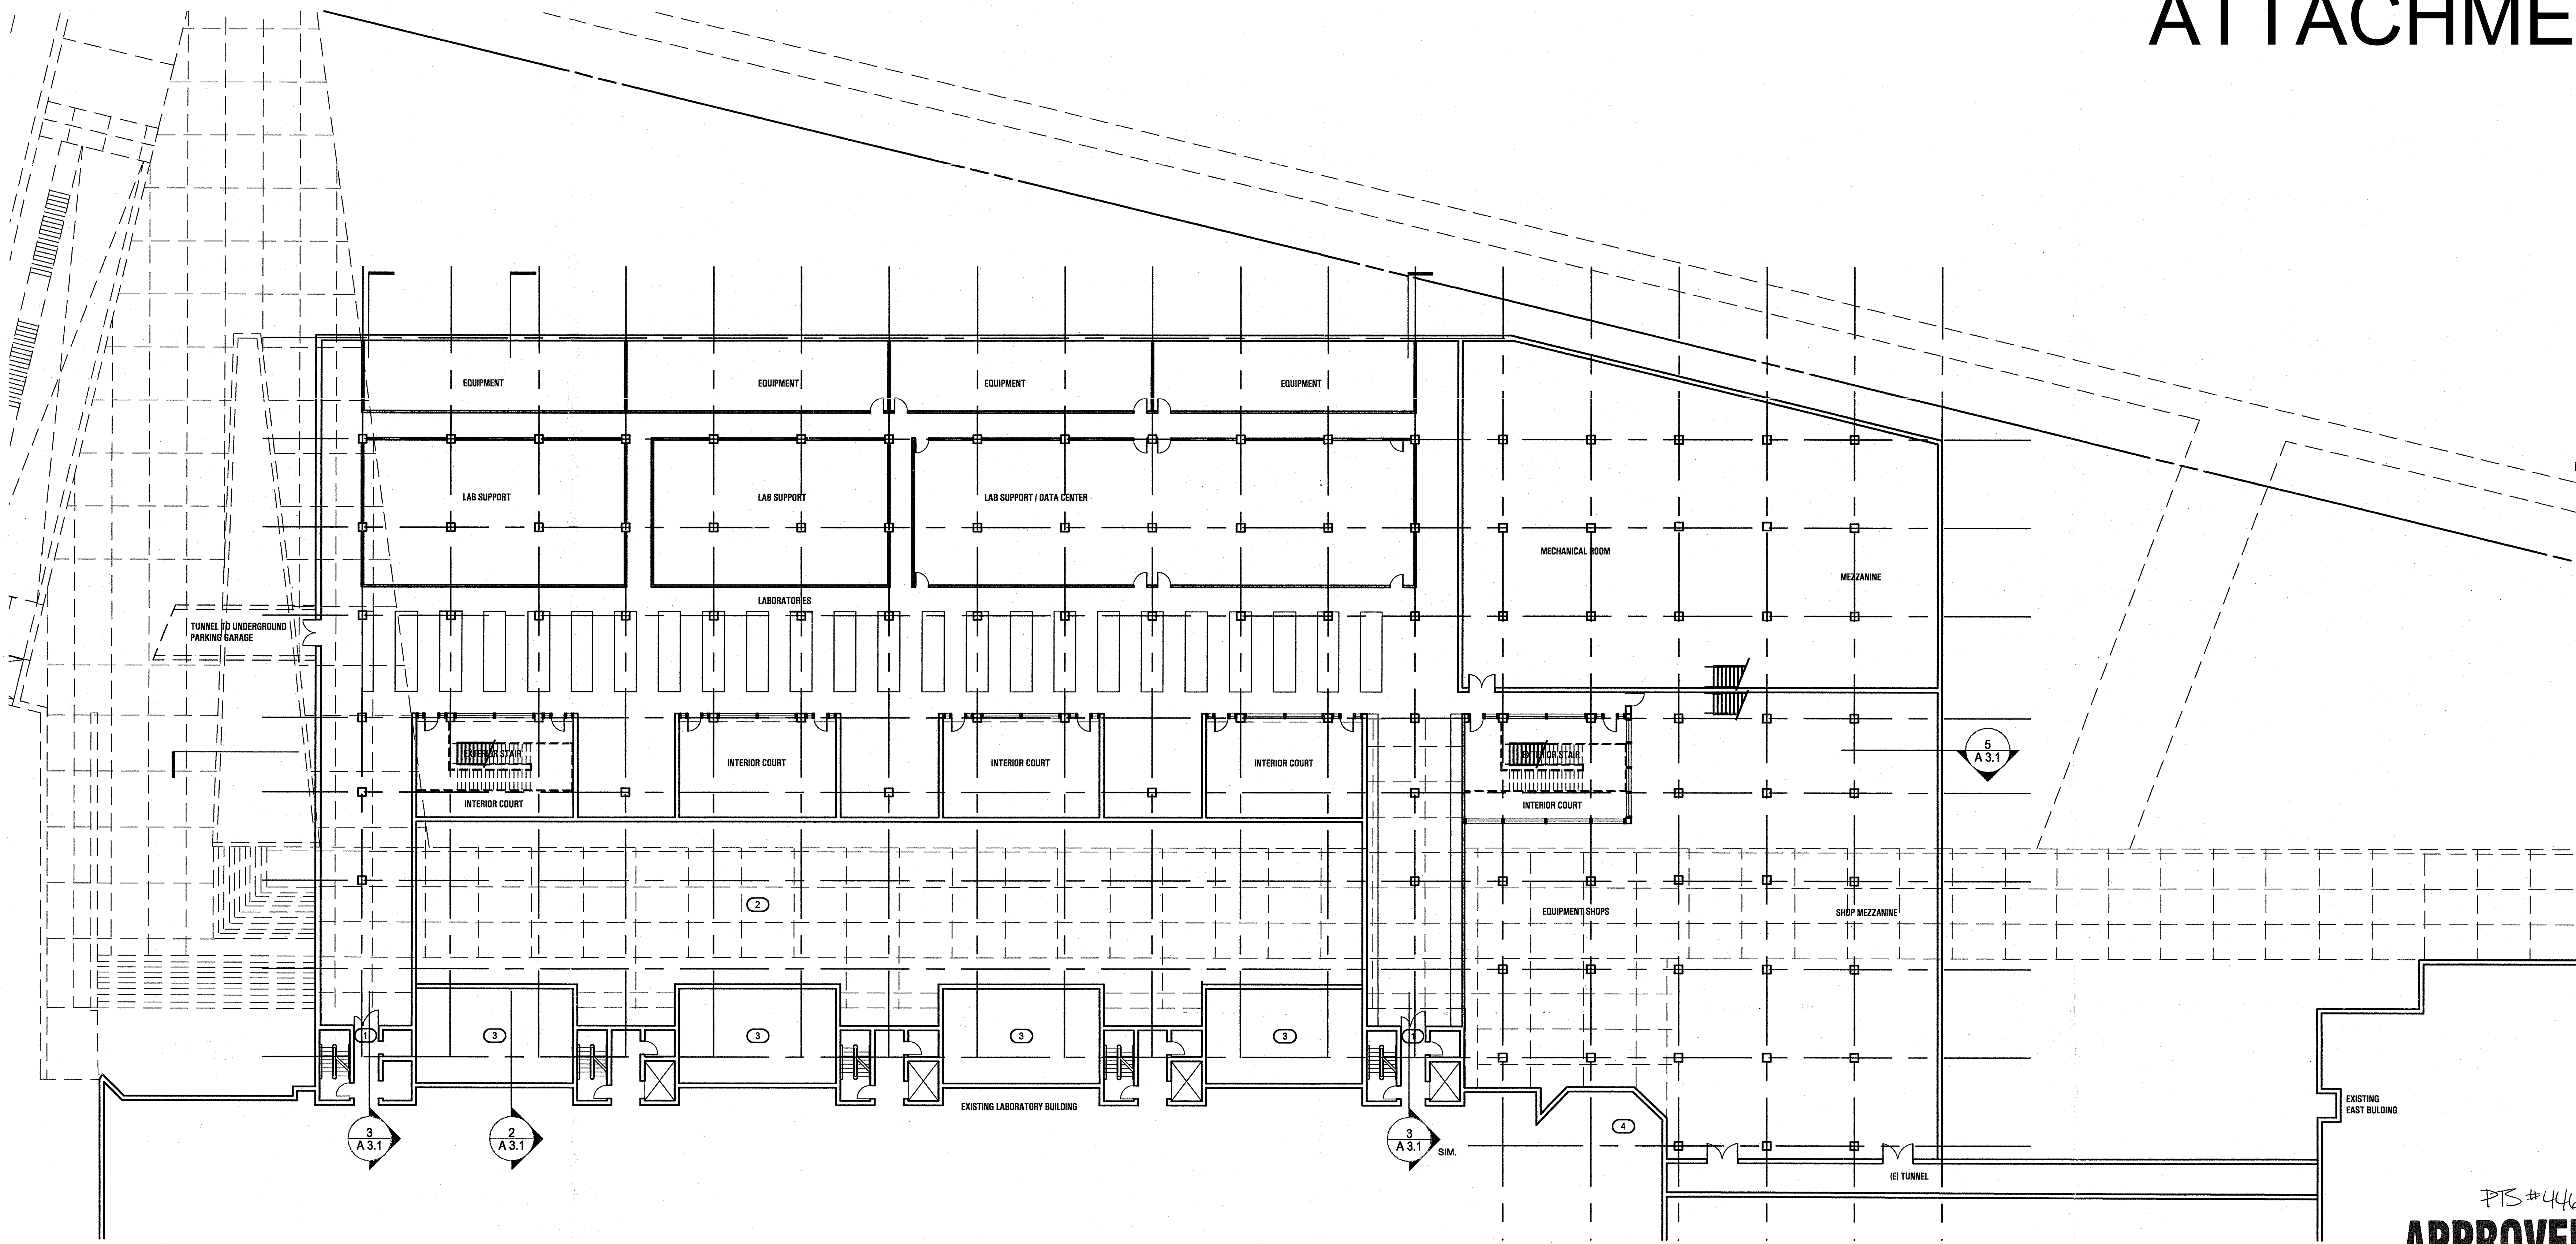 ATTACHME
EQUIPMENT
EQUIPMENT
EQUIPMENT
EQUIPMENT
LAB SUPPORT
LAB SUPPORT
LAB SUPPORT / DATA CENTER
MECHANICAL ROOM
MEZZANINE
LABORATORIES
TUNNEL TO UNDERGROUND
PARKING GARAGE
EXTERIOR STAIR
INTERIOR COURT
INTERIOR COURT
INTERIOR COURT
INTERIOR COURT
EXTERIOR STAIR
INTERIOR COURT
5
A 3.1
2
EQUIPMENT SHOPS
SHOP MEZZANINE
1
3
3
3
3
1
EXISTING LABORATORY BUILDING
EXISTING
EAST BULDING
4
3
A 3.1
2
A 3.1
3
A 3.1
SIM.
(E) TUNNEL
PTS #446
APPROVE